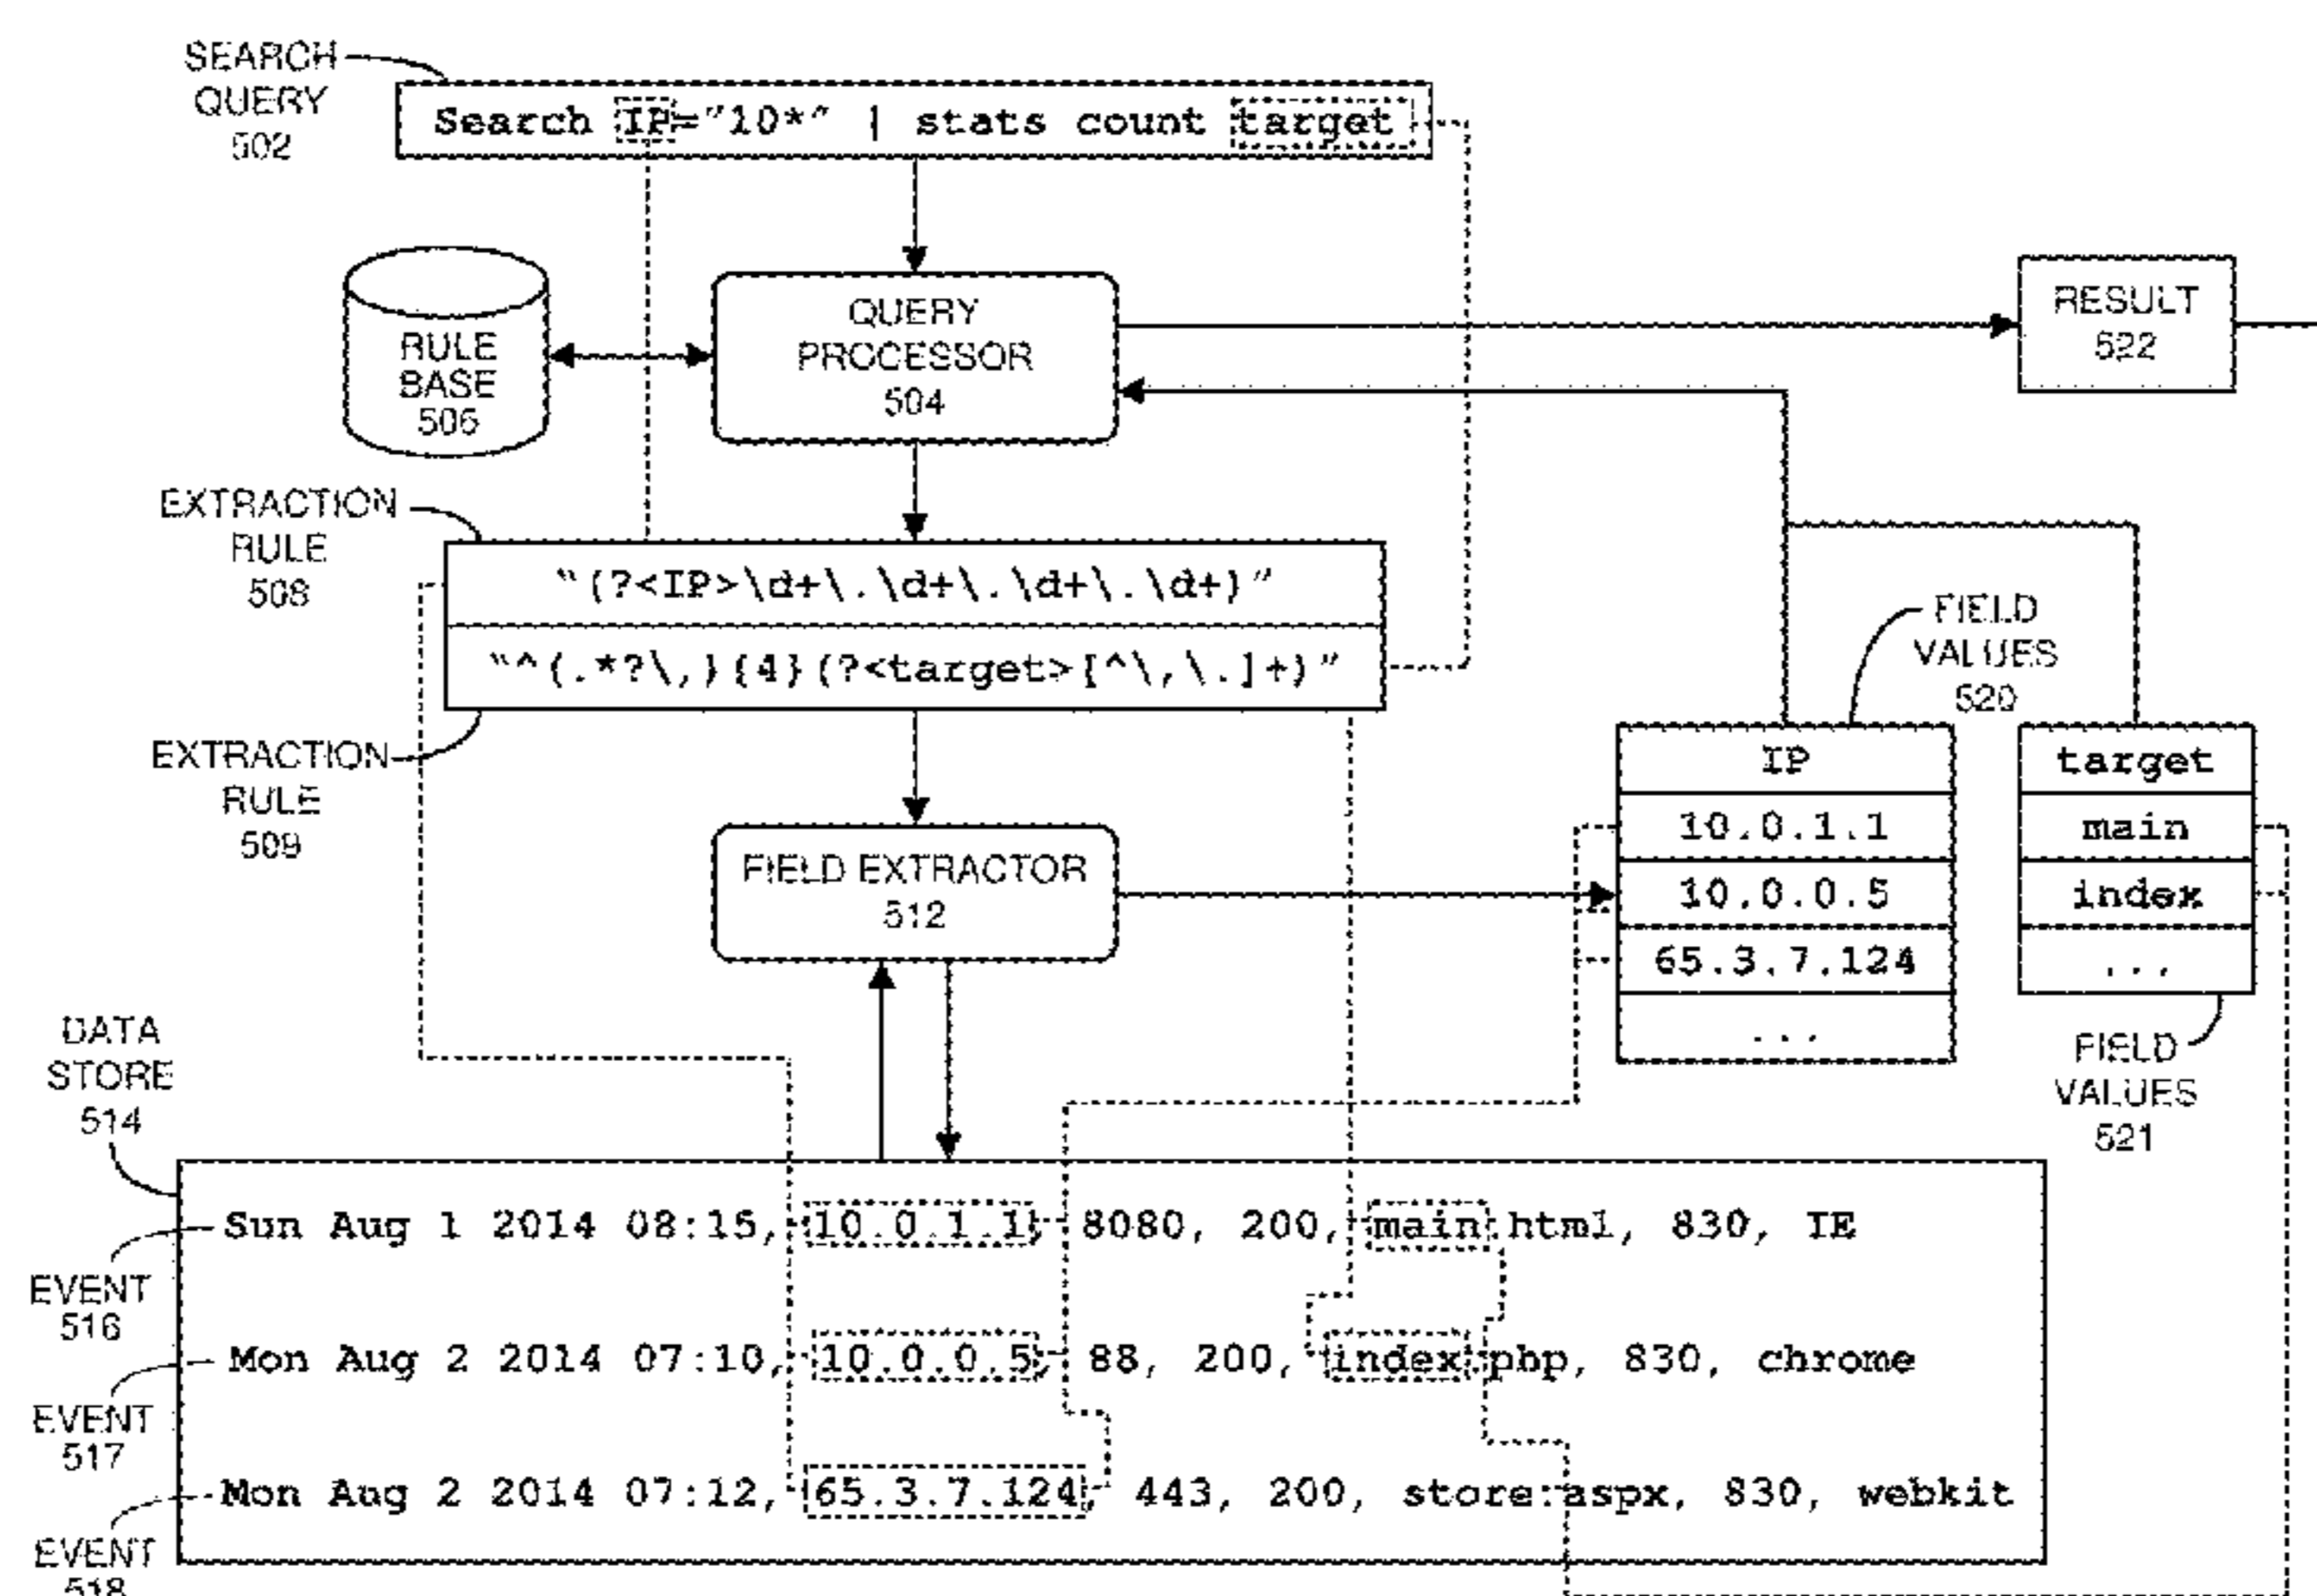 SEARCH
QUERY
502
Search IP="10*" | stats count target
RULE
BASE
506
QUERY
PROCESSOR
504
RESULT
522
EXTRACTION
RULE
508
"(?<IP>\d+\.\d+\.\d+\.\d+)"
"^(.*?\,){4}(?<target>[^\,\.]+)"
EXTRACTION
RULE
509
FIELD
VALUES
520
IP
10.0.1.1
10.0.0.5
65.3.7.124
...
target
main
index
...
FIELD
VALUES
521
FIELD EXTRACTOR
512
DATA
STORE
514
Sun Aug 1 2014 08:15, 10.0.1.1, 8080, 200, main.html, 830, IE
EVENT
516
Mon Aug 2 2014 07:10, 10.0.0.5, 88, 200, index.php, 830, chrome
EVENT
517
Mon Aug 2 2014 07:12, 65.3.7.124, 443, 200, store.aspx, 830, webkit
EVENT
518